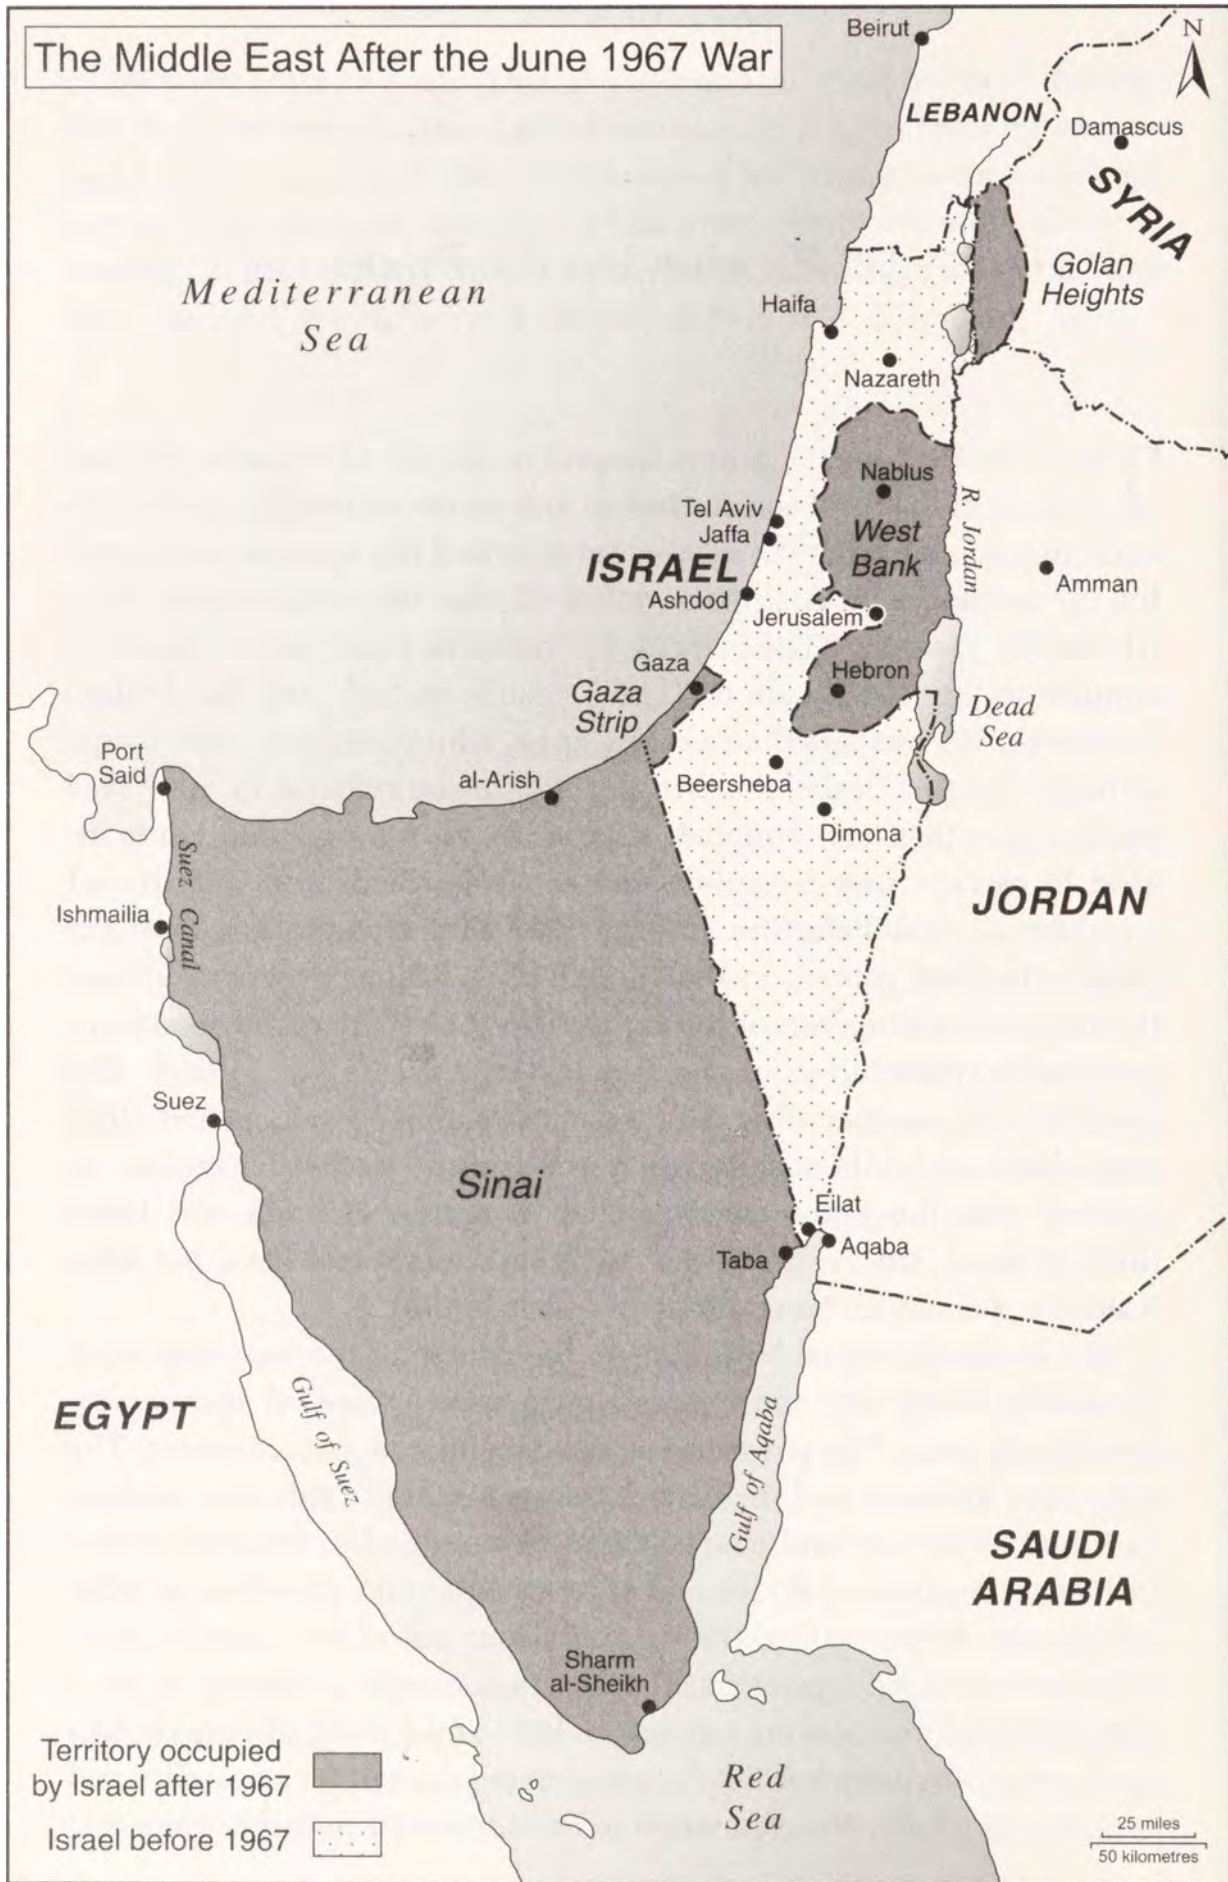 The Middle East After the June 1967 War
Beirut
N
LEBANON
Damascus
SYRIA
Golan
Heights
Mediterranean
Sea
Haifa
Nazareth
Nablus
West
Bank
R. Jordan
Tel Aviv
Jaffa
ISRAEL
Ashdod
Amman
Jerusalem
Gaza
Gaza
Strip
Hebron
Dead
Sea
Port
Said
al-Arish
Beersheba
Dimona
Suez Canal
Ishmailia
JORDAN
Suez
Sinai
Eilat
Taba
Aqaba
EGYPT
Gulf of Suez
Gulf of Aqaba
SAUDI
ARABIA
Sharm
al-Sheikh
Territory occupied
by Israel after 1967
Israel before 1967
Red
Sea
25 miles
50 kilometres